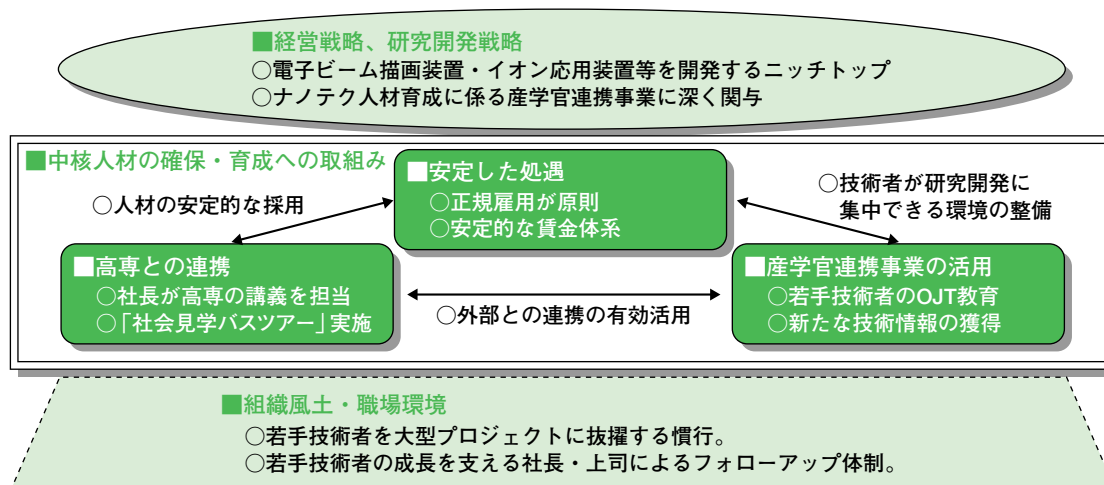 ■経営戦略、研究開発戦略
○電子ビーム描画装置・イオン応用装置等を開発するニッチトップ
○ナノテク人材育成に係る産学官連携事業に深く関与
■中核人材の確保・育成への取組み
■安定した処遇
○正規雇用が原則
○安定的な賃金体系
○人材の安定的な採用
○技術者が研究開発に
集中できる環境の整備
■高専との連携
○社長が高専の講義を担当
○「社会見学バスツアー」実施
○外部との連携の有効活用
■産学官連携事業の活用
○若手技術者のOJT教育
○新たな技術情報の獲得
■組織風土・職場環境
○若手技術者を大型プロジェクトに抜擢する慣行。
○若手技術者の成長を支える社長・上司によるフォローアップ体制。